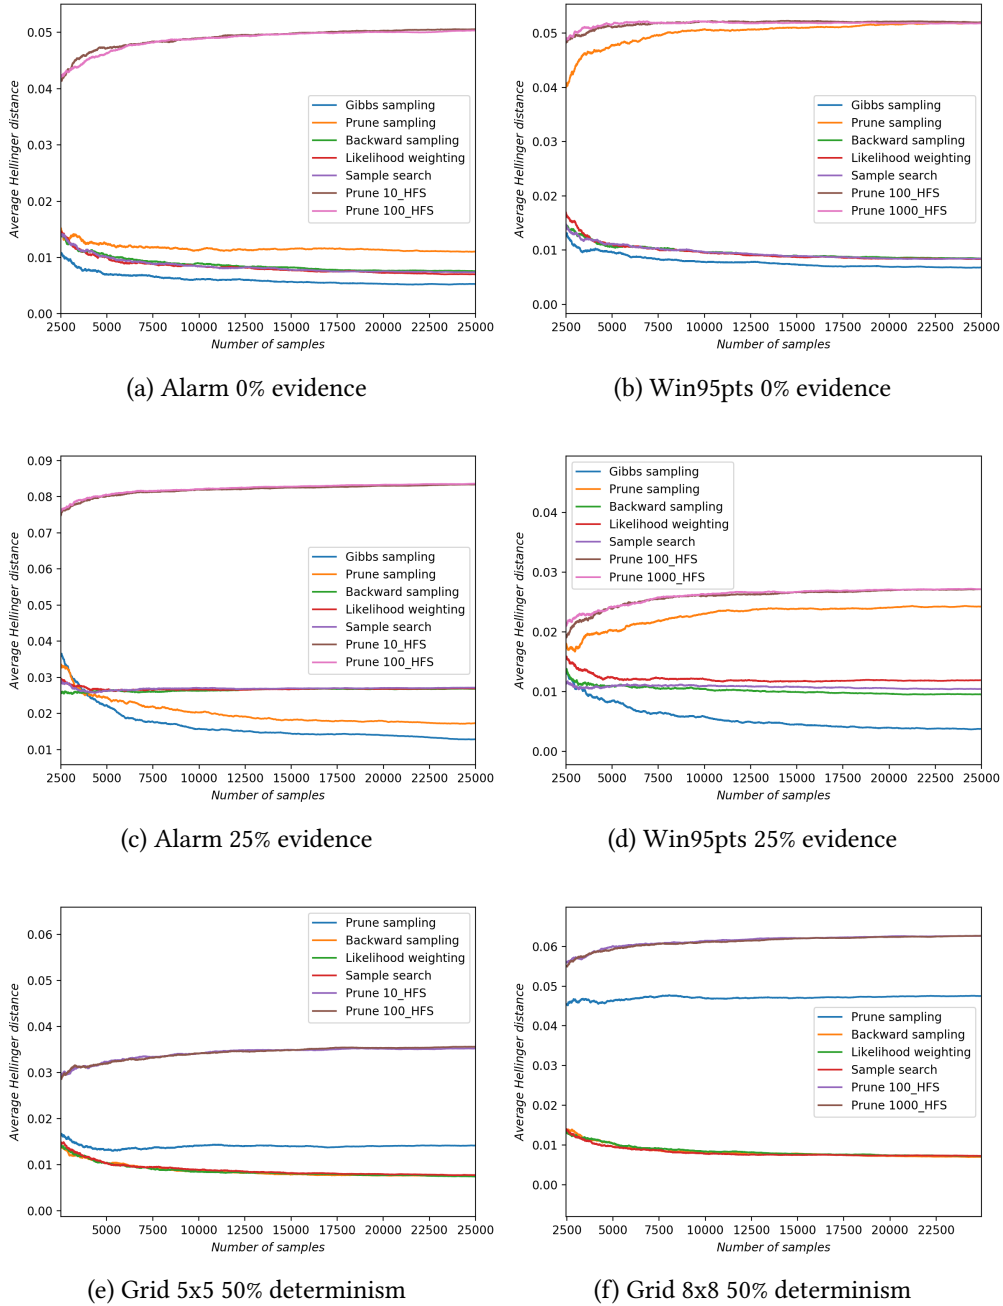 0.05
0.04
0.03
0.02
0.01
0.00
Average Hellinger distance
Gibbs sampling
Prune sampling
Backward sampling
Likelihood weighting
Sample search
Prune 10_HFS
Prune 100_HFS
2500 5000 7500 10000 12500 15000 17500 20000 22500 25000
Number of samples
(a) Alarm 0% evidence
0.05
0.04
0.03
0.02
0.01
0.00
Average Hellinger distance
Gibbs sampling
Prune sampling
Backward sampling
Likelihood weighting
Sample search
Prune 100_HFS
Prune 1000_HFS
2500 5000 7500 10000 12500 15000 17500 20000 22500 25000
Number of samples
(b) Win95pts 0% evidence
0.09
0.08
0.07
0.06
0.05
0.04
0.03
0.02
0.01
Average Hellinger distance
Gibbs sampling
Prune sampling
Backward sampling
Likelihood weighting
Sample search
Prune 10_HFS
Prune 100_HFS
2500 5000 7500 10000 12500 15000 17500 20000 22500 25000
Number of samples
(c) Alarm 25% evidence
0.04
0.03
0.02
0.01
0.00
Average Hellinger distance
Gibbs sampling
Prune sampling
Backward sampling
Likelihood weighting
Sample search
Prune 100_HFS
Prune 1000_HFS
2500 5000 7500 10000 12500 15000 17500 20000 22500 25000
Number of samples
(d) Win95pts 25% evidence
0.06
0.05
0.04
0.03
0.02
0.01
0.00
Average Hellinger distance
Prune sampling
Backward sampling
Likelihood weighting
Sample search
Prune 10_HFS
Prune 100_HFS
2500 5000 7500 10000 12500 15000 17500 20000 22500 25000
Number of samples
(e) Grid 5x5 50% determinism
0.06
0.05
0.04
0.03
0.02
0.01
0.00
Average Hellinger distance
Prune sampling
Backward sampling
Likelihood weighting
Sample search
Prune 100_HFS
Prune 1000_HFS
2500 5000 7500 10000 12500 15000 17500 20000 22500
Number of samples
(f) Grid 8x8 50% determinism